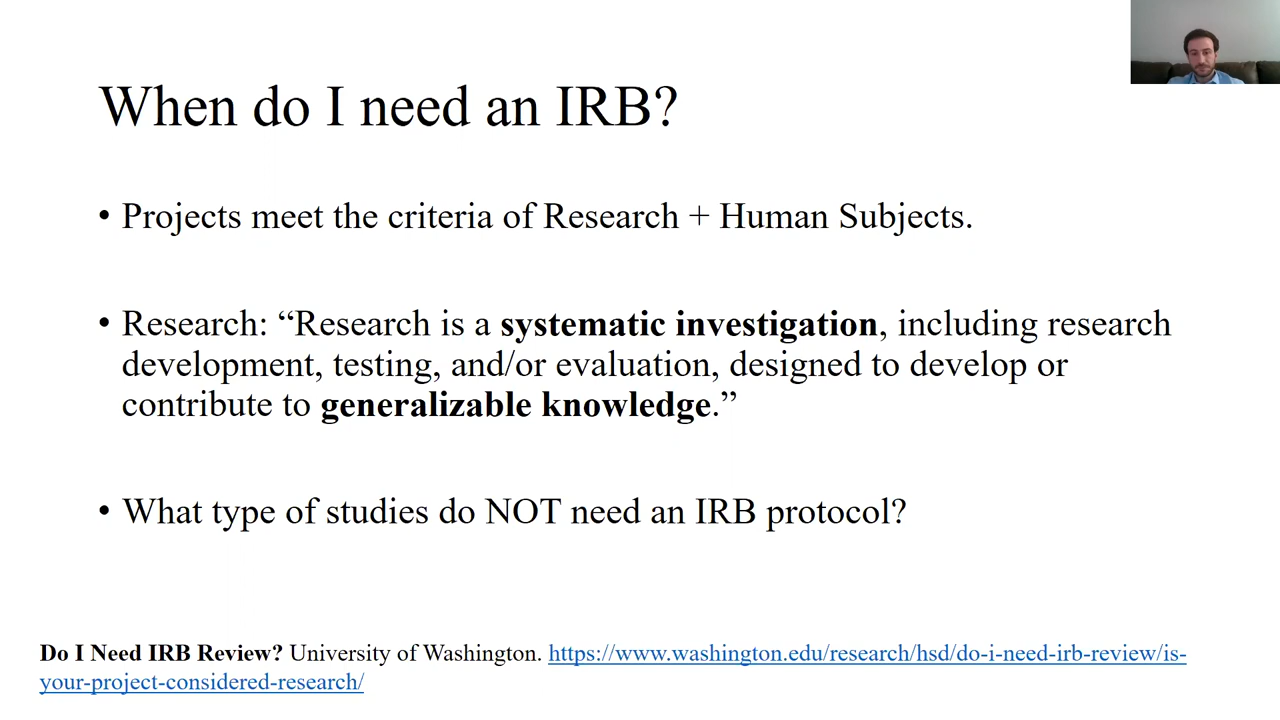 When do I need an IRB?
• Projects meet the criteria of Research + Human Subjects.
• Research: “Research is a systematic investigation, including research
development, testing, and/or evaluation, designed to develop or
contribute to generalizable knowledge.”
• What type of studies do NOT need an IRB protocol?
Do I Need IRB Review? University of Washington. https://www.washington.edu/research/hsd/do-i-need-irb-review/is-
your-project-considered-research/